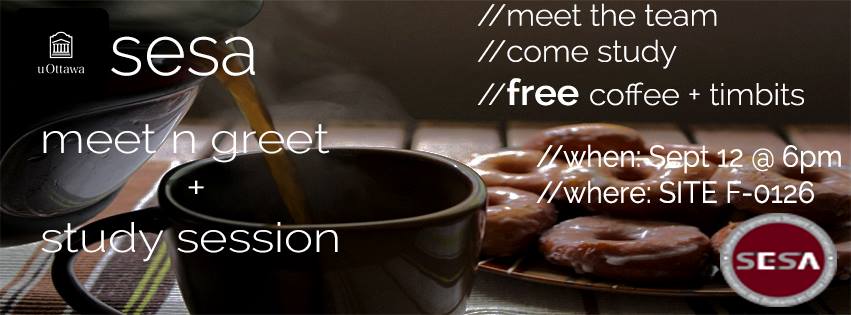 uOttawa
sesa
meet n greet
+
study session
//meet the team
//come study
//free coffee + timbits
//when: Sept 12 @ 6pm
//where: SITE F-0126
SESA